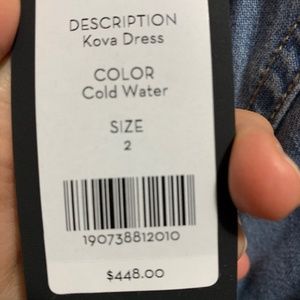 DESCRIPTION
Kova Dress
COLOR
Cold Water
SIZE
2
190738812010
$448.00